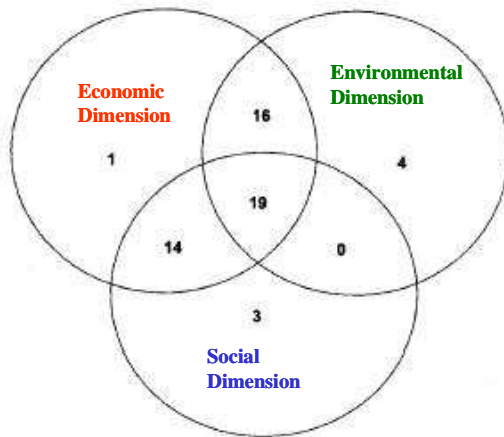 Economic
Dimension
Environmental
Dimension
16
1
4
19
14
0
3
Social
Dimension